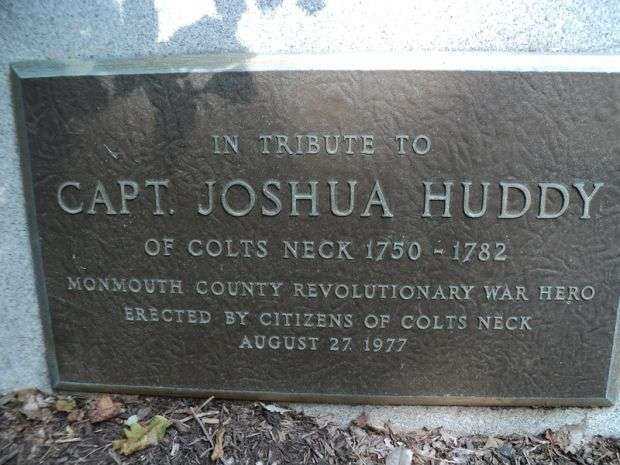 IN TRIBUTE TO
CAPT. JOSHUA HUDDY
OF COLTS NECK 1750 - 1782
MONMOUTH COUNTY REVOLUTIONARY WAR HERO
ERECTED BY CITIZENS OF COLTS NECK
AUGUST 27, 1977